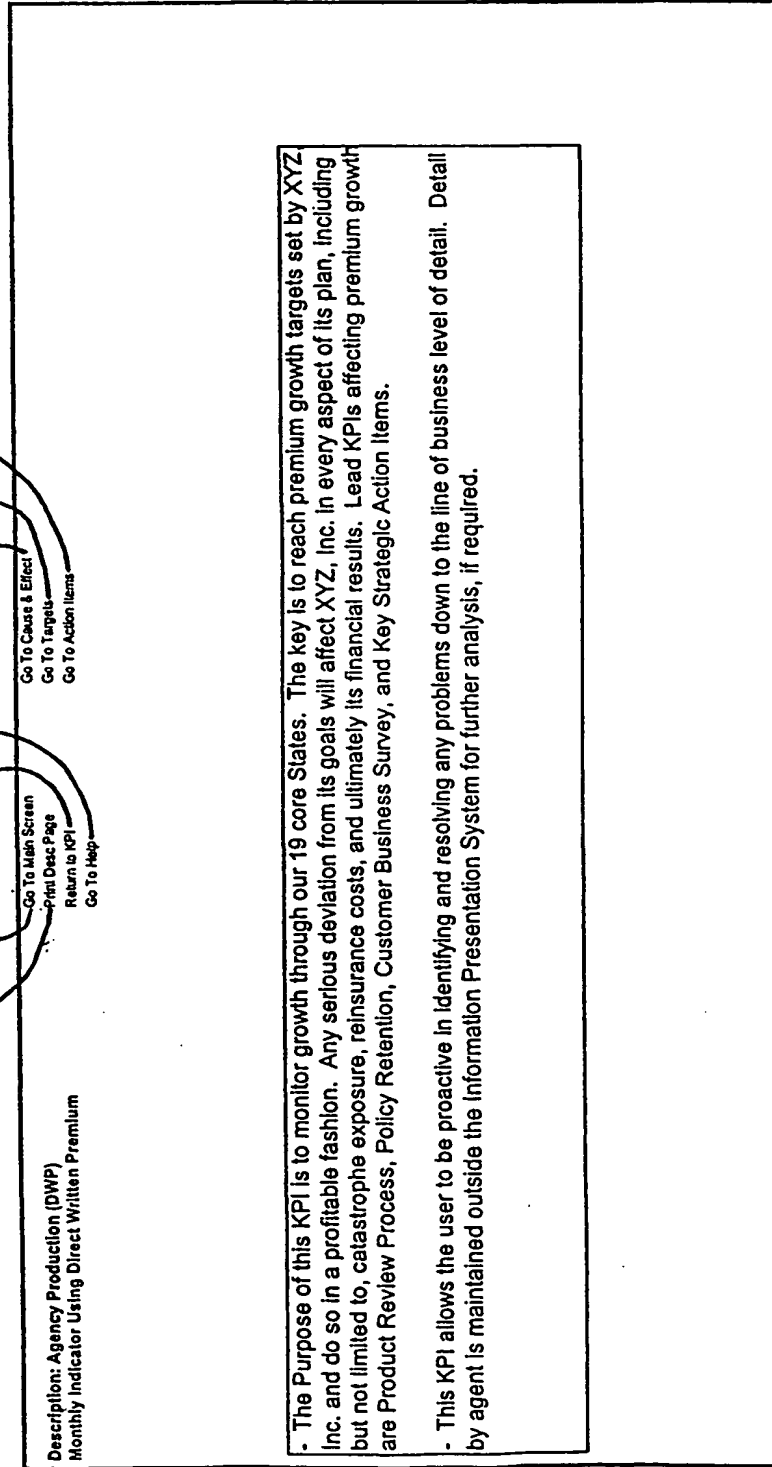 Description: Agency Production (DWP)
Monthly Indicator Using Direct Written Premium
Go To Main Screen
Print Desc Page
Return to KPI
Go To Help
Go To Cause & Effect
Go To Targets
Go To Action Items
- The Purpose of this KPI is to monitor growth through our 19 core States. The key is to reach premium growth targets set by XYZ
Inc. and do so in a profitable fashion. Any serious deviation from its goals will affect XYZ, Inc. in every aspect of its plan, including
but not limited to, catastrophe exposure, reinsurance costs, and ultimately its financial results. Lead KPIs affecting premium growth
are Product Review Process, Policy Retention, Customer Business Survey, and Key Strategic Action Items.
- This KPI allows the user to be proactive in identifying and resolving any problems down to the line of business level of detail. Detail
by agent is maintained outside the Information Presentation System for further analysis, if required.